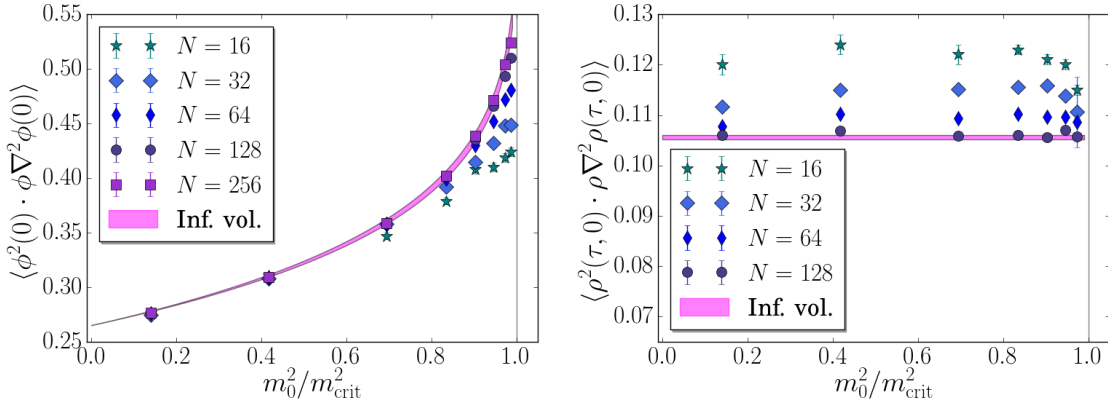 ⟨ϕ²(0) · ϕ∇²ϕ(0)⟩
0.55
0.50
0.45
0.40
0.35
0.30
0.25
N = 16
N = 32
N = 64
N = 128
N = 256
Inf. vol.
0.0 0.2 0.4 0.6 0.8 1.0
m₀²/m²crit
⟨ρ²(τ, 0) · ρ∇²ρ(τ, 0)⟩
0.13
0.12
0.11
0.10
0.09
0.08
0.07
N = 16
N = 32
N = 64
N = 128
Inf. vol.
0.0 0.2 0.4 0.6 0.8 1.0
m₀²/m²crit